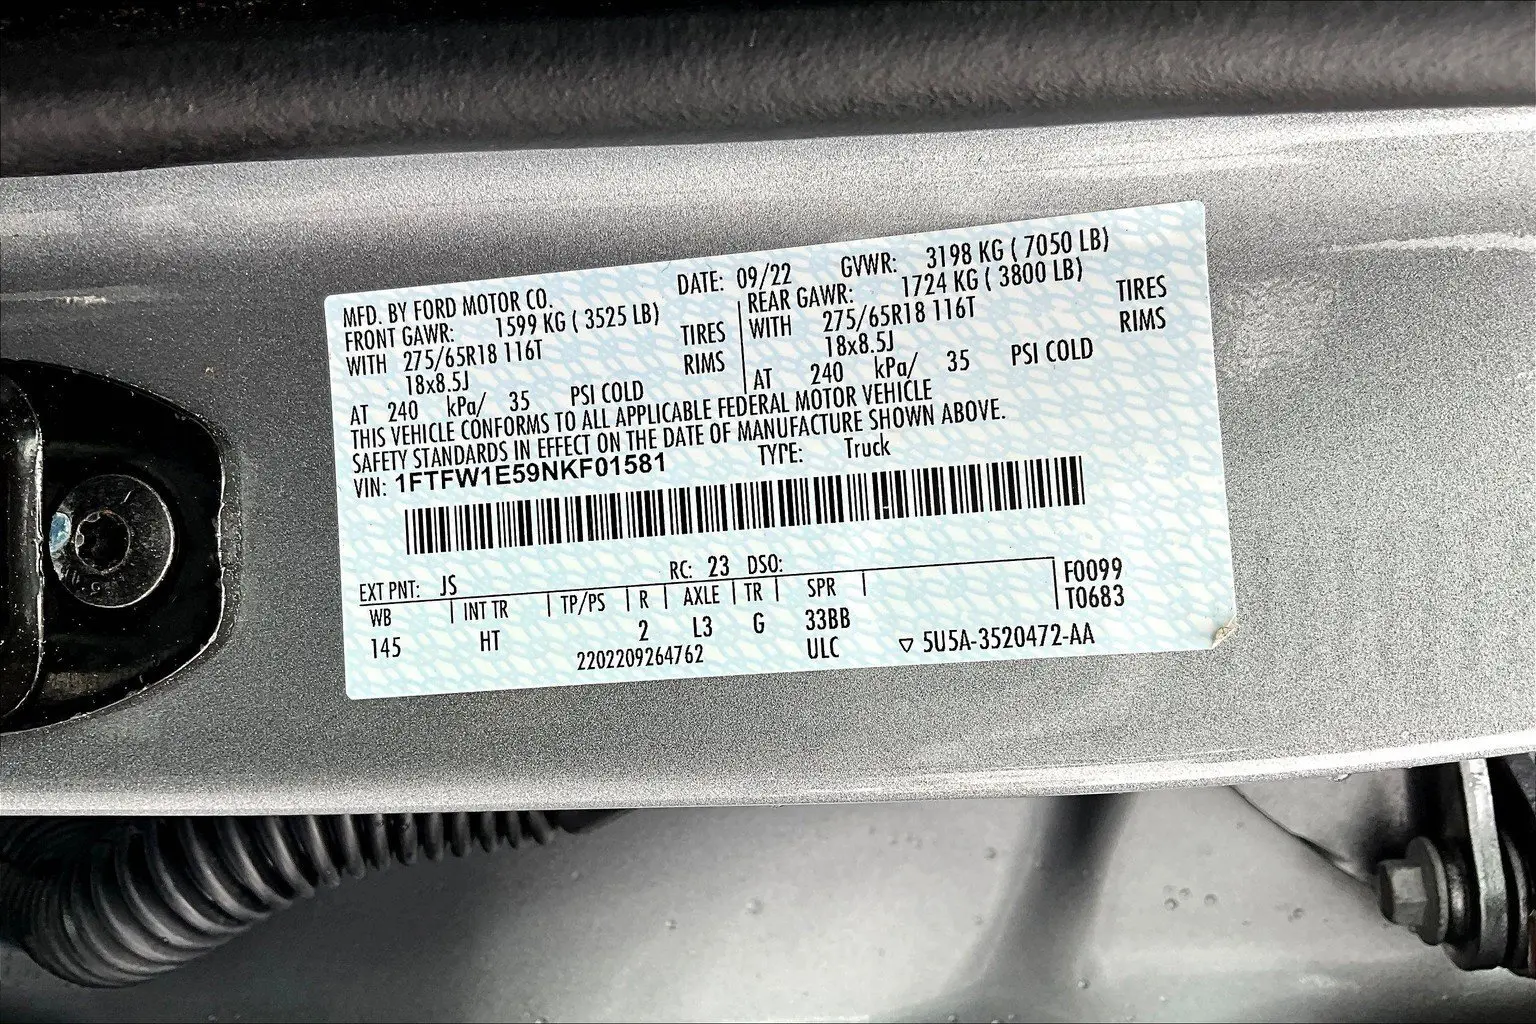 DATE: 09/22 GVWR: 3198 KG ( 7050 LB)
MFD. BY FORD MOTOR CO.
FRONT GAWR: 1599 KG ( 3525 LB)
WITH 275/65R18 116T TIRES
18x8.5J RIMS
AT 240 kPa/ 35 PSI COLD
REAR GAWR: 1724 KG ( 3800 LB)
WITH 275/65R18 116T TIRES
18x8.5J RIMS
AT 240 kPa/ 35 PSI COLD
THIS VEHICLE CONFORMS TO ALL APPLICABLE FEDERAL MOTOR VEHICLE
SAFETY STANDARDS IN EFFECT ON THE DATE OF MANUFACTURE SHOWN ABOVE.
VIN: 1FTFW1E59NKF01581 TYPE: Truck
EXT PNT: JS RC: 23 DSO:
WB INT TR TP/PS R AXLE TR SPR F0099
T0683
145 HT 2 L3 G 33BB
2202209264762 ULC ▽ 5U5A-3520472-AA